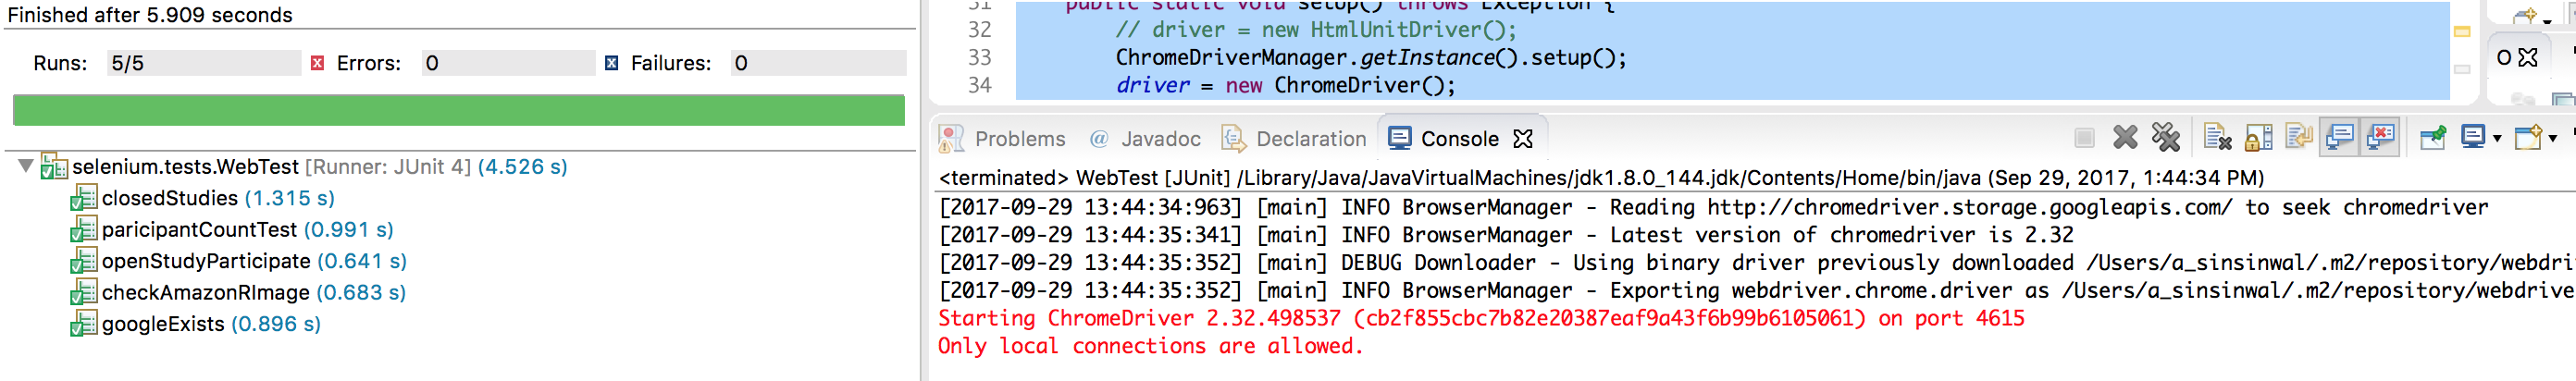 Finished after 5.909 seconds
Runs: 5/5 Errors: 0 Failures: 0
selenium.tests.WebTest [Runner: JUnit 4] (4.526 s)
closedStudies (1.315 s)
paricipantCountTest (0.991 s)
openStudyParticipate (0.641 s)
checkAmazonRImage (0.683 s)
googleExists (0.896 s)
31 public static void setup() throws Exception {
32 // driver = new HtmlUnitDriver();
33 ChromeDriverManager.getInstance().setup();
34 driver = new ChromeDriver();
Problems @ Javadoc Declaration Console
<terminated> WebTest [JUnit] /Library/Java/JavaVirtualMachines/jdk1.8.0_144.jdk/Contents/Home/bin/java (Sep 29, 2017, 1:44:34 PM)
[2017-09-29 13:44:34:963] [main] INFO BrowserManager - Reading http://chromedriver.storage.googleapis.com/ to seek chromedriver
[2017-09-29 13:44:35:341] [main] INFO BrowserManager - Latest version of chromedriver is 2.32
[2017-09-29 13:44:35:352] [main] DEBUG Downloader - Using binary driver previously downloaded /Users/a_sinsinwal/.m2/repository/webdri
[2017-09-29 13:44:35:352] [main] INFO BrowserManager - Exporting webdriver.chrome.driver as /Users/a_sinsinwal/.m2/repository/webdrive
Starting ChromeDriver 2.32.498537 (cb2f855cbc7b82e20387eaf9a43f6b99b6105061) on port 4615
Only local connections are allowed.
O